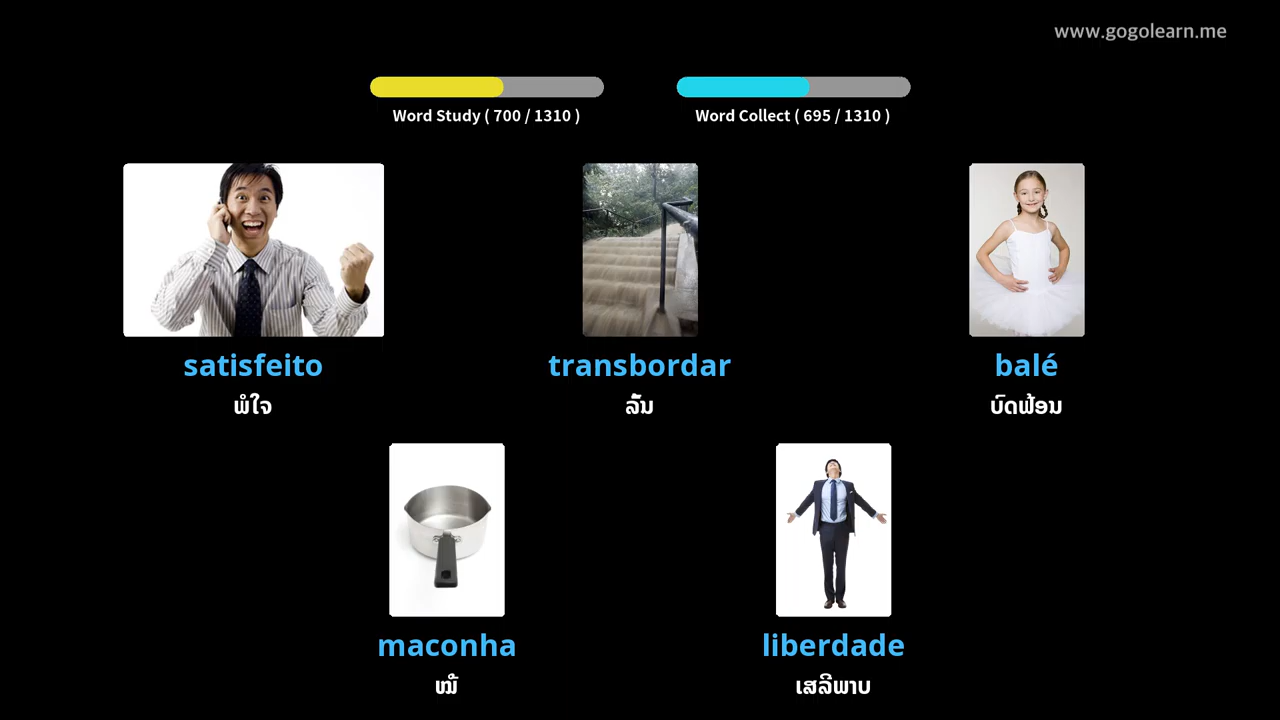 www.gogolearn.me
Word Study ( 700 / 1310 )
Word Collect ( 695 / 1310 )
satisfeito
transbordar
balé
ພໍໃຈ
ລົ້ນ
ບົດຟ້ອນ
maconha
liberdade
ໝໍ້
ເສລີພາບ